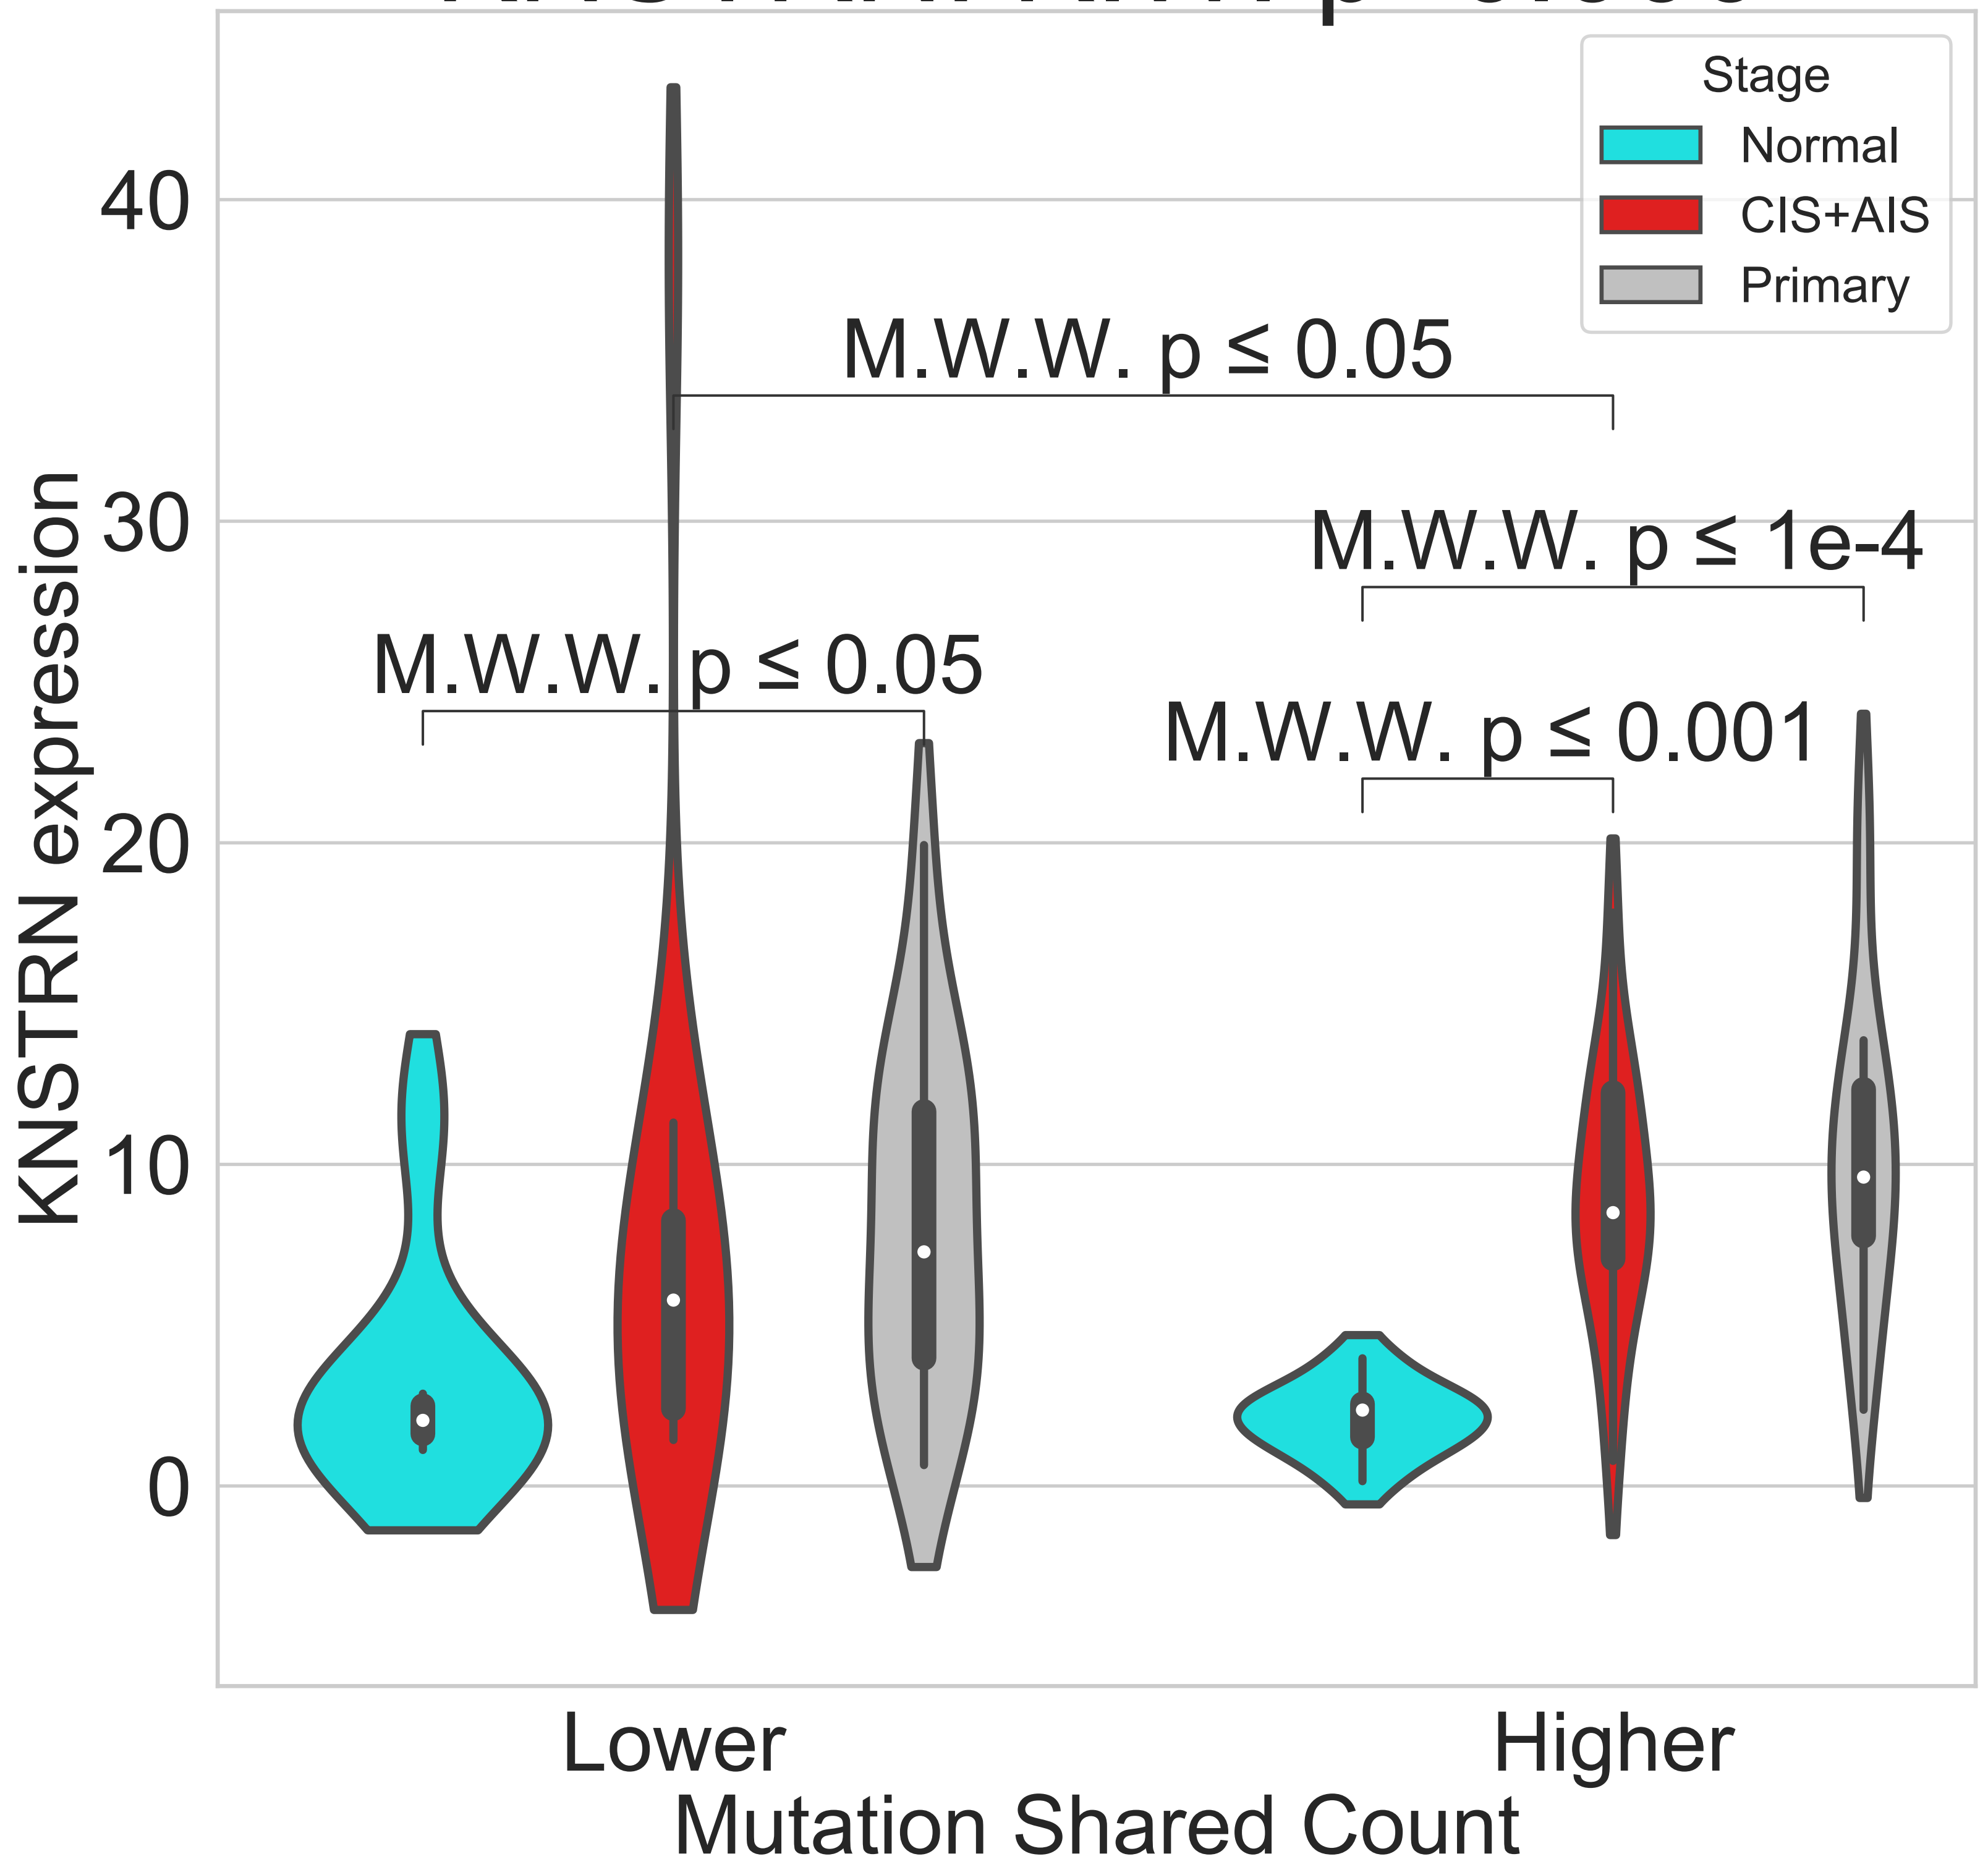 Stage
Normal
CIS+AIS
Primary
40
30
20
10
0
KNSTRN expression
M.W.W. p ≤ 0.05
M.W.W. p ≤ 1e-4
M.W.W. p ≤ 0.05
M.W.W. p ≤ 0.001
Lower
Higher
Mutation Shared Count